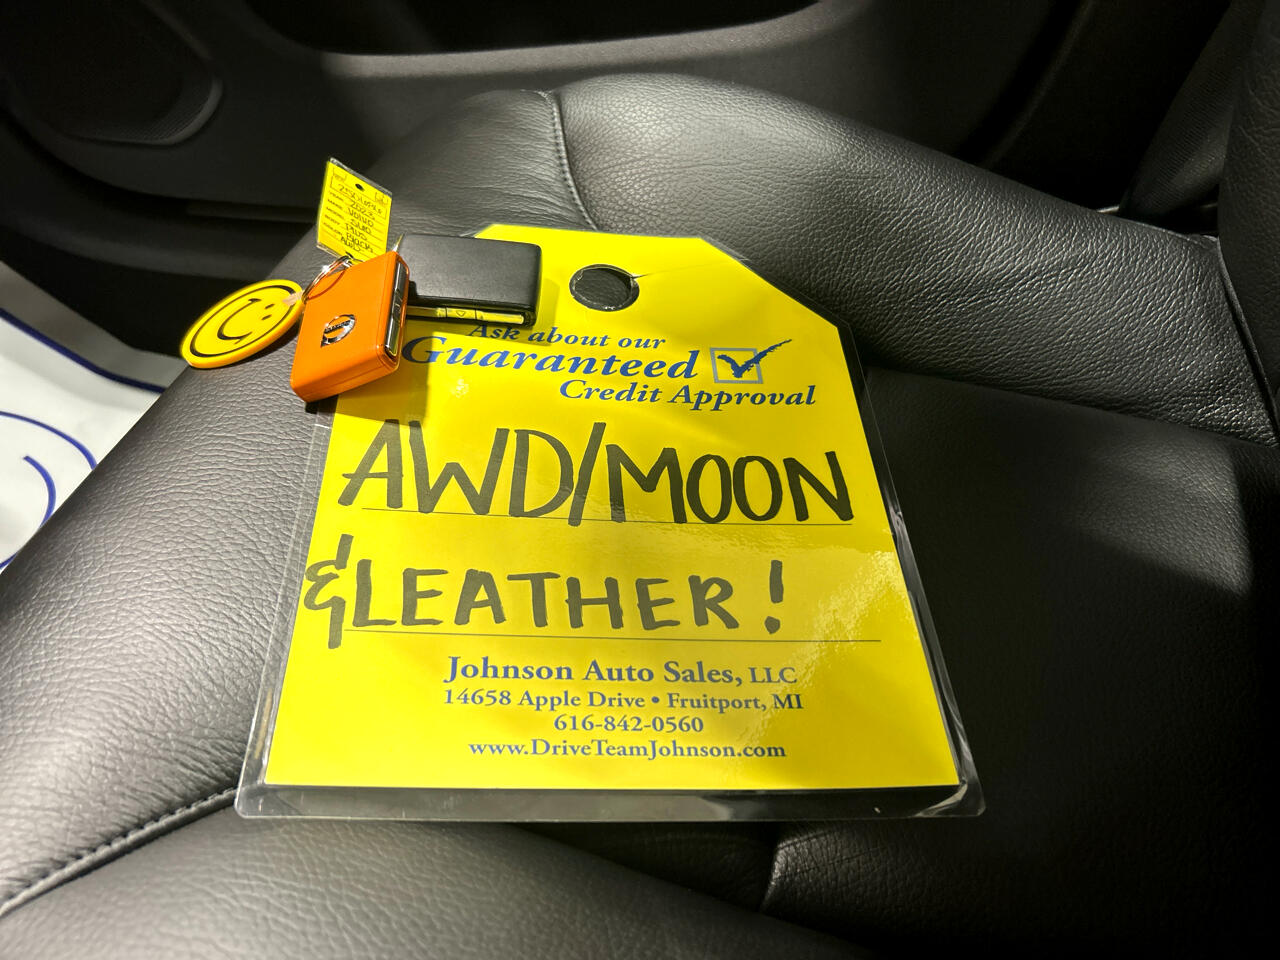 VOLVO
Ask about our
Guaranteed
Credit Approval
AWD/MOON
& LEATHER!
Johnson Auto Sales, LLC
14658 Apple Drive • Fruitport, MI
616-842-0560
www.DriveTeamJohnson.com